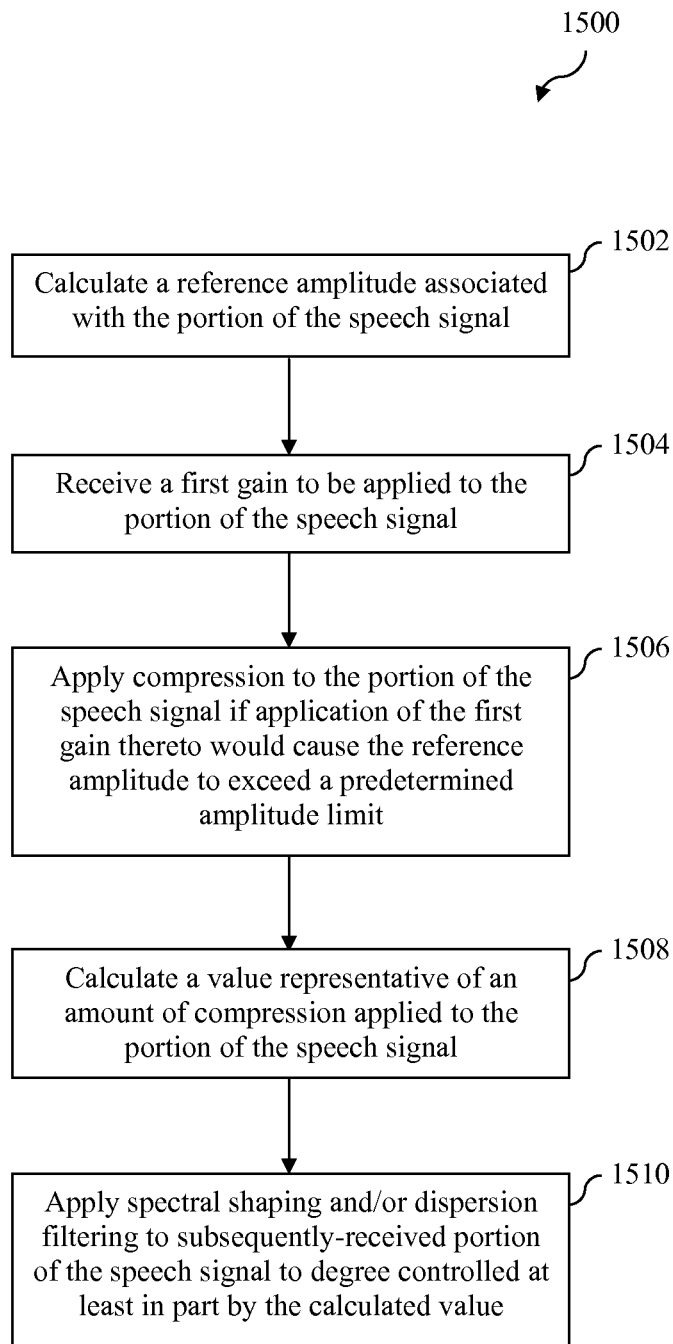 1500
1502
Calculate a reference amplitude associated
with the portion of the speech signal
1504
Receive a first gain to be applied to the
portion of the speech signal
1506
Apply compression to the portion of the
speech signal if application of the first
gain thereto would cause the reference
amplitude to exceed a predetermined
amplitude limit
1508
Calculate a value representative of an
amount of compression applied to the
portion of the speech signal
1510
Apply spectral shaping and/or dispersion
filtering to subsequently-received portion
of the speech signal to degree controlled at
least in part by the calculated value